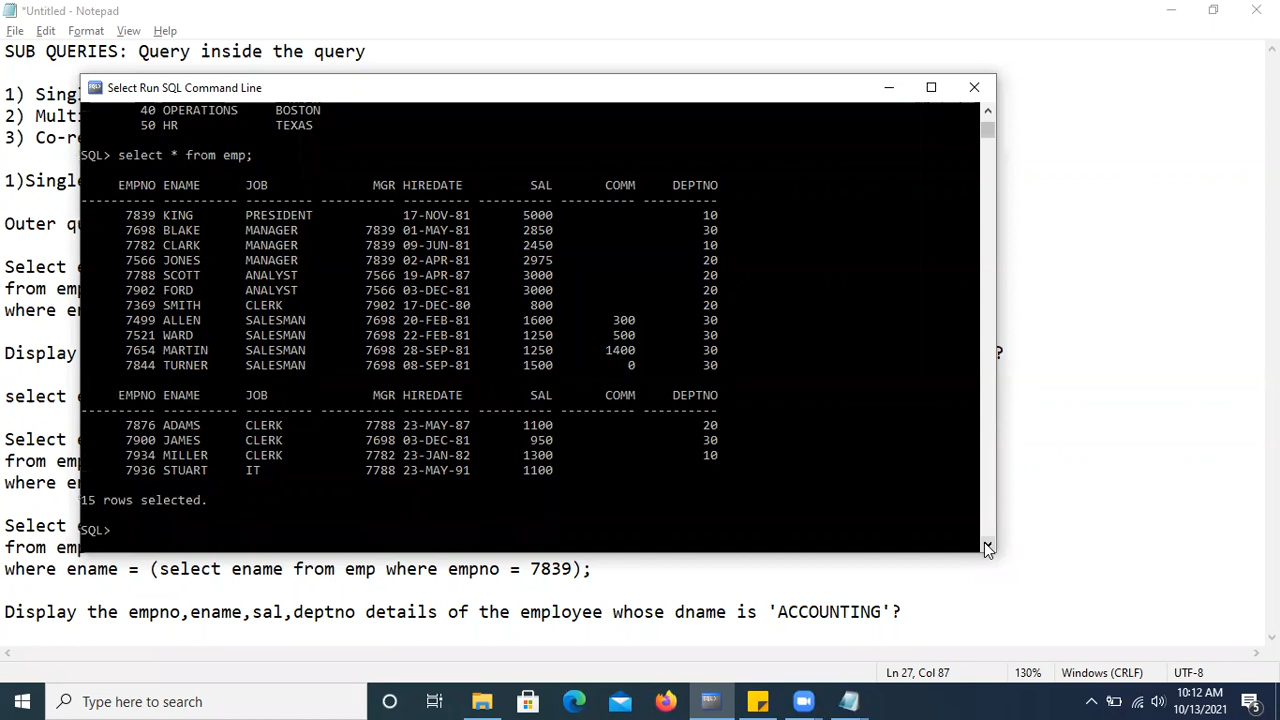 *Untitled - Notepad
File Edit Format View Help
SUB QUERIES: Query inside the query
1) Sing
2) Mult
3) Co-re
1)Singl
Outer qu
Select e
from emp
where en
Display ?
select e
Select e
from emp
where en
Select e
from emp
where ename = (select ename from emp where empno = 7839);
Display the empno,ename,sal,deptno details of the employee whose dname is 'ACCOUNTING'?
Select Run SQL Command Line
40 OPERATIONS BOSTON
50 HR TEXAS
SQL> select * from emp;
EMPNO ENAME JOB MGR HIREDATE SAL COMM DEPTNO
---------- ---------- --------- ---------- --------- ---------- ---------- ----------
7839 KING PRESIDENT 17-NOV-81 5000 10
7698 BLAKE MANAGER 7839 01-MAY-81 2850 30
7782 CLARK MANAGER 7839 09-JUN-81 2450 10
7566 JONES MANAGER 7839 02-APR-81 2975 20
7788 SCOTT ANALYST 7566 19-APR-87 3000 20
7902 FORD ANALYST 7566 03-DEC-81 3000 20
7369 SMITH CLERK 7902 17-DEC-80 800 20
7499 ALLEN SALESMAN 7698 20-FEB-81 1600 300 30
7521 WARD SALESMAN 7698 22-FEB-81 1250 500 30
7654 MARTIN SALESMAN 7698 28-SEP-81 1250 1400 30
7844 TURNER SALESMAN 7698 08-SEP-81 1500 0 30
EMPNO ENAME JOB MGR HIREDATE SAL COMM DEPTNO
---------- ---------- --------- ---------- --------- ---------- ---------- ----------
7876 ADAMS CLERK 7788 23-MAY-87 1100 20
7900 JAMES CLERK 7698 03-DEC-81 950 30
7934 MILLER CLERK 7782 23-JAN-82 1300 10
7936 STUART IT 7788 23-MAY-91 1100
15 rows selected.
SQL>
Ln 27, Col 87 130% Windows (CRLF) UTF-8
Type here to search
10:12 AM
10/13/2021
5